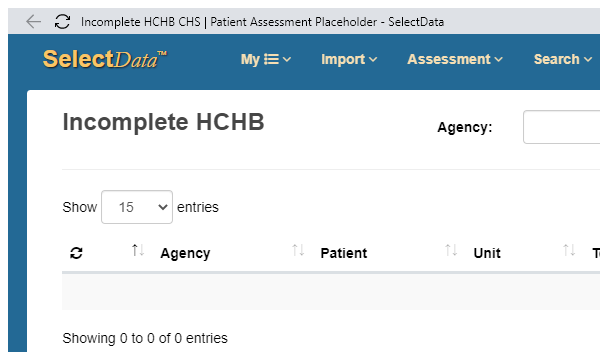 Incomplete HCHB CHS | Patient Assessment Placeholder - SelectData
SelectData™ My Import Assessment Search
Incomplete HCHB Agency:
Show 15 entries
Agency Patient Unit
Showing 0 to 0 of 0 entries